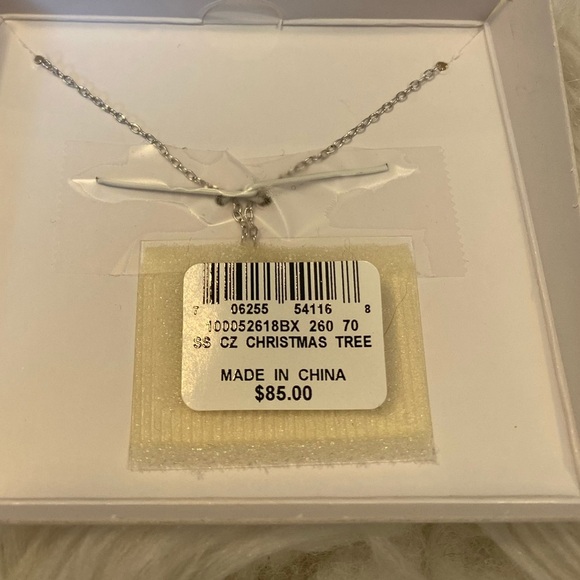 7 06255 54116 8
100052618BX 260 70
SS CZ CHRISTMAS TREE
MADE IN CHINA
$85.00